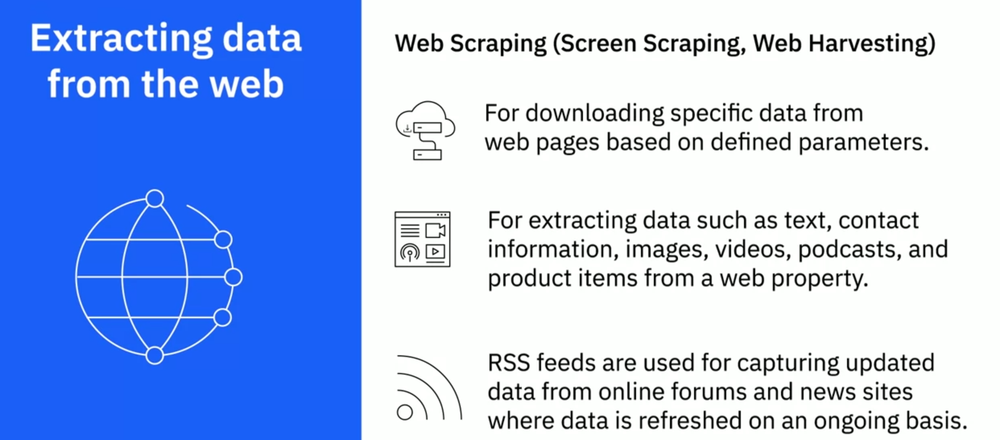 Extracting data
from the web
Web Scraping (Screen Scraping, Web Harvesting)
For downloading specific data from
web pages based on defined parameters.
For extracting data such as text, contact
information, images, videos, podcasts, and
product items from a web property.
RSS feeds are used for capturing updated
data from online forums and news sites
where data is refreshed on an ongoing basis.